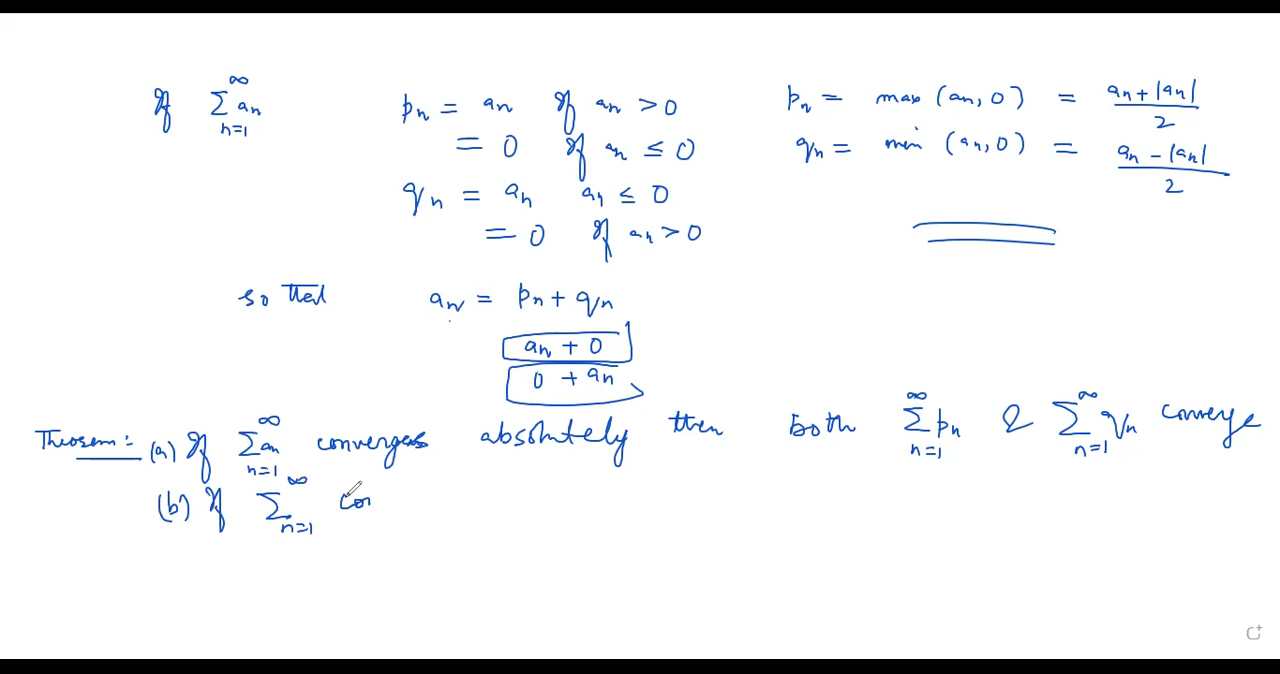 If ∑_{n=1}^{∞} a_n
p_n = a_n If a_n > 0
= 0 If a_n ≤ 0
q_n = a_n a_n ≤ 0
= 0 If a_n > 0
p_n = max (a_n, 0) = (a_n + |a_n|)/2
q_n = min (a_n, 0) = (a_n - |a_n|)/2
so that a_n = p_n + q_n
a_n + 0
0 + a_n
Theorem: (a) If ∑_{n=1}^{∞} a_n converges absolutely then both ∑_{n=1}^{∞} p_n & ∑_{n=1}^{∞} q_n converge
(b) If ∑_{n=1}^{∞} con